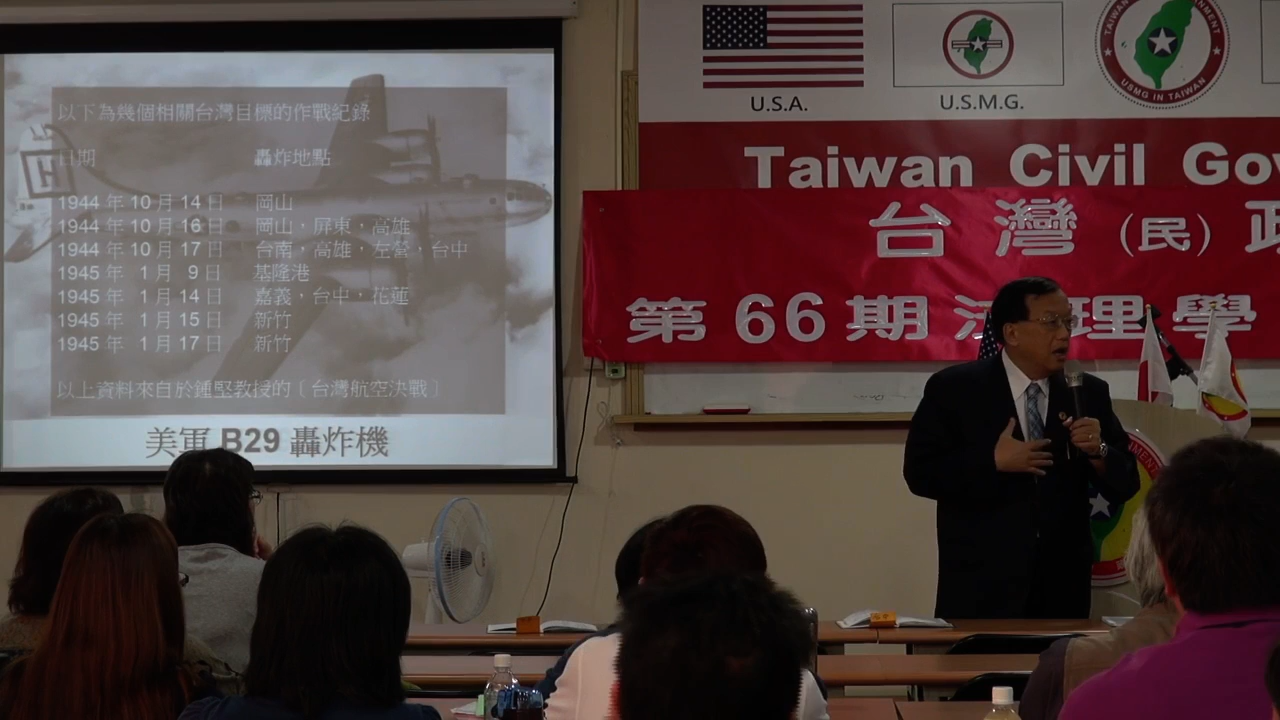 以下為幾個相關台灣目標的作戰紀錄
日期 轟炸地點
1944 年 10 月 14 日 岡山
1944 年 10 月 16 日 岡山，屏東，高雄
1944 年 10 月 17 日 台南，高雄，左營，台中
1945 年 1 月 9 日 基隆港
1945 年 1 月 14 日 嘉義，台中，花蓮
1945 年 1 月 15 日 新竹
1945 年 1 月 17 日 新竹
以上資料來自於鍾堅教授的〔台灣航空決戰〕
美軍 B29 轟炸機
U.S.A.
U.S.M.G.
USMG IN TAIWAN
Taiwan Civil Gov
台灣（民）政
第 66 期 法理學